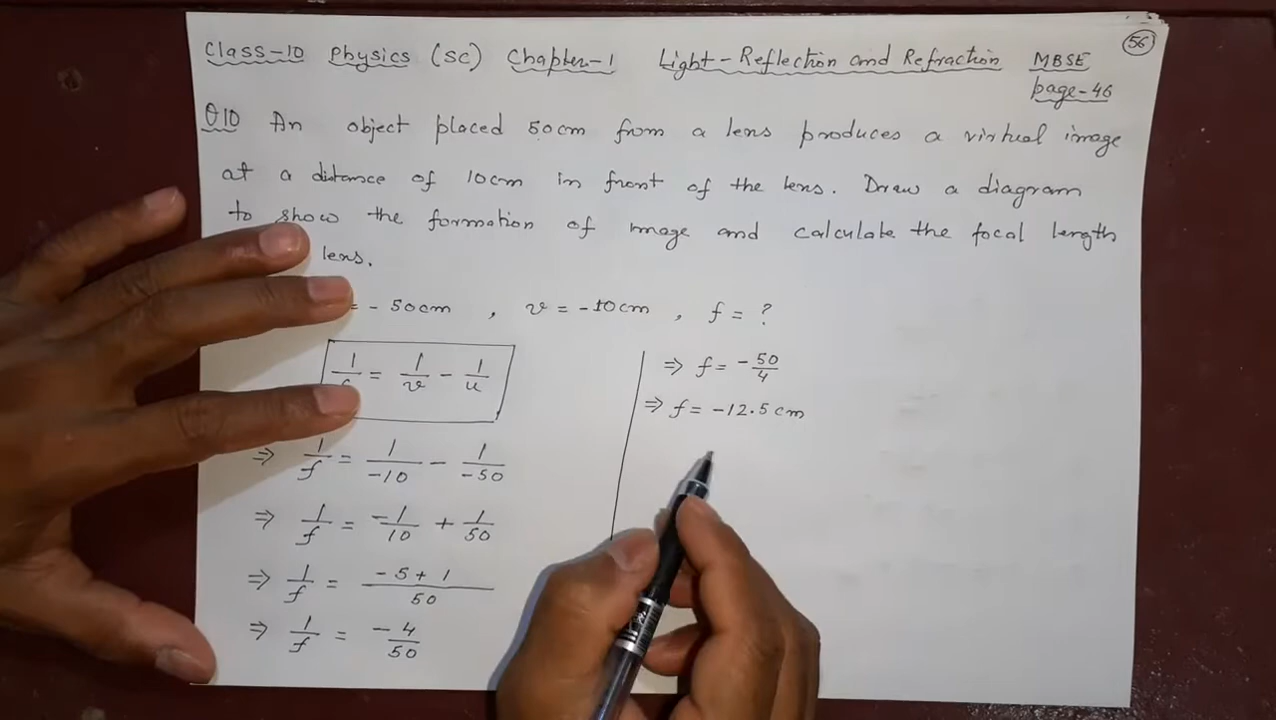 56
Class-10 Physics (SC) Chapter-1 Light-Reflection and Refraction MBSE
page-46
Q10 An object placed 50cm from a lens produces a virtual image
at a distance of 10cm in front of the lens. Draw a diagram
to show the formation of image and calculate the focal length
lens.
= -50cm , v = -10cm , f = ?
1/f = 1/v - 1/u
⇒ 1/f = 1/-10 - 1/-50
⇒ 1/f = -1/10 + 1/50
⇒ 1/f = -5+1/50
⇒ 1/f = -4/50
⇒ f = -50/4
⇒ f = -12.5cm